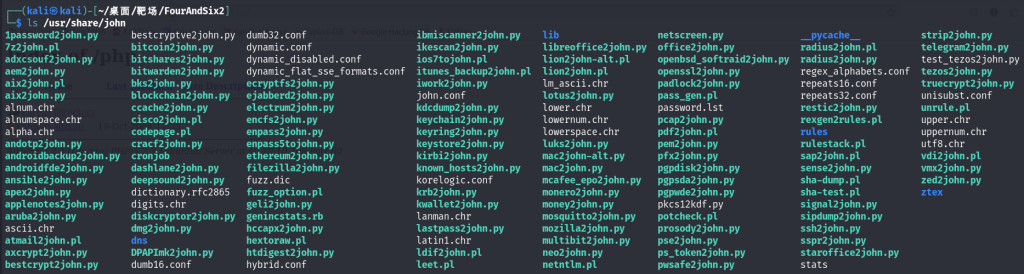 ┌──(kali㉿kali)-[~/桌面/靶场/FourAndSix2]
└─$ ls /usr/share/john
1password2john.py bestcryptve2john.py dumb32.conf ibmiscanner2john.py lib netscreen.py __pycache__ strip2john.py
7z2john.pl bitcoin2john.py dynamic.conf ikescan2john.py libreoffice2john.py office2john.py radius2john.pl telegram2john.py
adxcsouf2john.py bitshares2john.py dynamic_disabled.conf ios7tojohn.pl lion2john-alt.pl openbsd_softraid2john.py radius2john.py test_tezos2john.py
aem2john.py bitwarden2john.py dynamic_flat_sse_formats.conf itunes_backup2john.pl lion2john.pl openssl2john.py regex_alphabets.conf tezos2john.py
aix2john.pl bks2john.py ecryptfs2john.py iwork2john.py lm_ascii.chr padlock2john.py repeats16.conf truecrypt2john.py
aix2john.py blockchain2john.py ejabberd2john.py john.conf lotus2john.py pass_gen.pl repeats32.conf unisubst.conf
alnum.chr ccache2john.py electrum2john.py kdcdump2john.py lower.chr password.lst restic2john.py unrule.pl
alnumspace.chr cisco2john.pl encfs2john.py keychain2john.py lowernum.chr pcap2john.py rexgen2rules.pl upper.chr
alpha.chr codepage.pl enpass2john.py keyring2john.py lowerspace.chr pdf2john.pl rules uppernum.chr
andotp2john.py cracf2john.py enpass5tojohn.py keystore2john.py luks2john.py pem2john.py rulestack.pl utf8.chr
androidbackup2john.py cronjob ethereum2john.py kirbi2john.py mac2john-alt.py pfx2john.py sap2john.pl vdi2john.pl
androidfde2john.py dashlane2john.py filezilla2john.py known_hosts2john.py mac2john.py pgpdisk2john.py sense2john.py vmx2john.py
ansible2john.py deepsound2john.py fuzz.dic korelogic.conf mcafee_epo2john.py pgpsda2john.py sha-dump.pl zed2john.py
apex2john.py dictionary.rfc2865 fuzz_option.pl krb2john.py monero2john.py pgpwde2john.py sha-test.pl ztex
applenotes2john.py digits.chr geli2john.py kwallet2john.py money2john.py pkcs12kdf.py signal2john.py
aruba2john.py diskcryptor2john.py genincstats.rb lanman.chr mosquitto2john.py potcheck.pl sipdump2john.py
ascii.chr dmg2john.py hccapx2john.py lastpass2john.py mozilla2john.py prosody2john.py ssh2john.py
atmail2john.pl dns hextoraw.pl latin1.chr multibit2john.py pse2john.py sspr2john.py
axcrypt2john.py DPAPImk2john.py htdigest2john.py ldif2john.pl neo2john.py ps_token2john.py staroffice2john.py
bestcrypt2john.py dumb16.conf hybrid.conf leet.pl netntlm.pl pwsafe2john.py stats